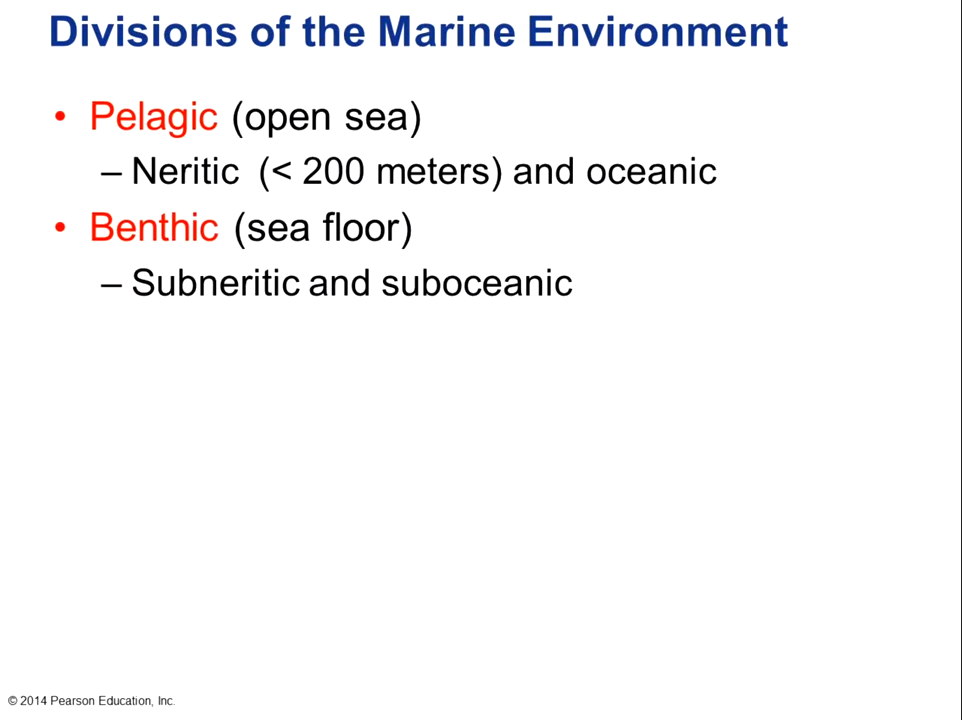 Divisions of the Marine Environment
• Pelagic (open sea)
– Neritic (< 200 meters) and oceanic
• Benthic (sea floor)
– Subneritic and suboceanic
© 2014 Pearson Education, Inc.